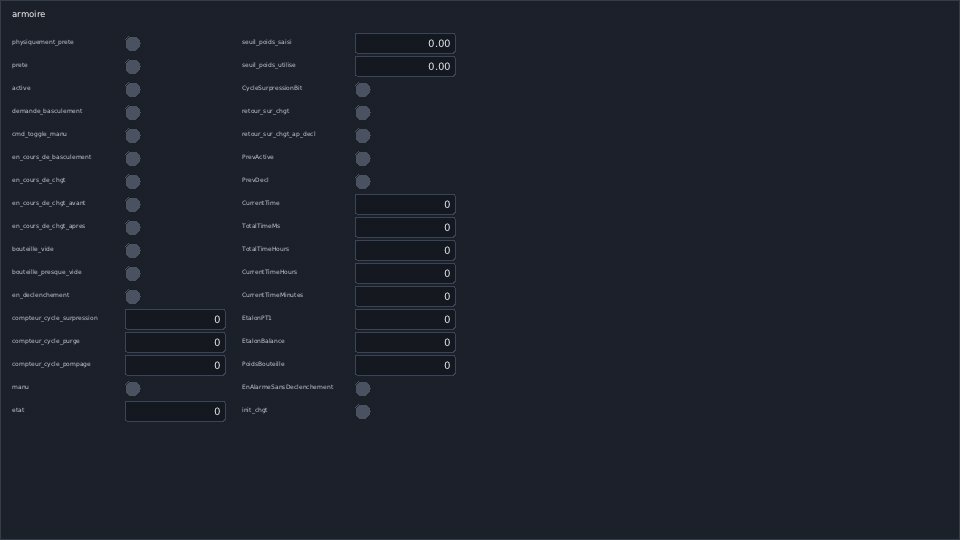 armoire
physiquement_prete
prete
active
demande_basculement
cmd_toggle_manu
en_cours_de_basculement
en_cours_de_chgt
en_cours_de_chgt_avant
en_cours_de_chgt_apres
bouteille_vide
bouteille_presque_vide
en_declenchement
compteur_cycle_surpression 0
compteur_cycle_purge 0
compteur_cycle_pompage 0
manu
etat 0
seuil_poids_saisi 0.00
seuil_poids_utilise 0.00
CycleSurpressionBit
retour_sur_chgt
retour_sur_chgt_ap_decl
PrevActive
PrevDecl
CurrentTime 0
TotalTimeMs 0
TotalTimeHours 0
CurrentTimeHours 0
CurrentTimeMinutes 0
EtalonPT1 0
EtalonBalance 0
PoidsBouteille 0
EnAlarmeSansDeclenchement
init_chgt